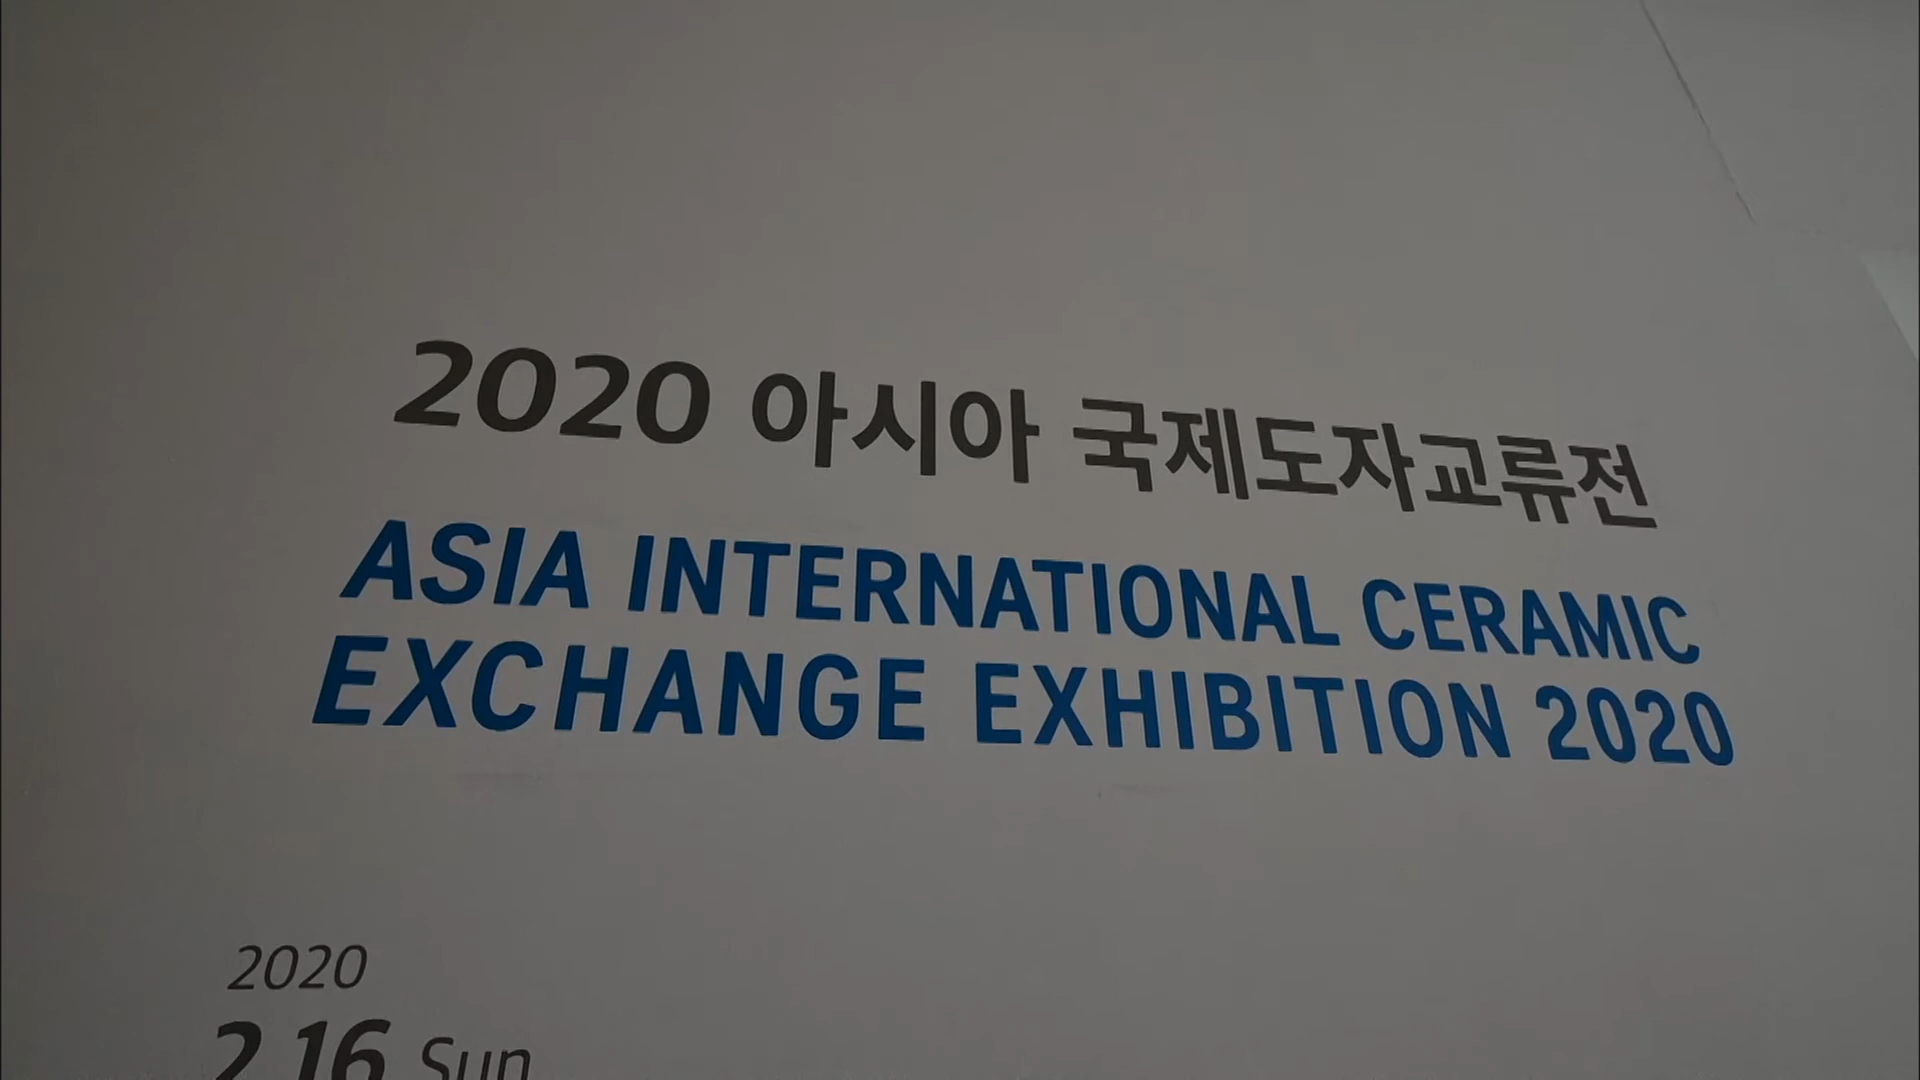 2020 아시아 국제도자교류전
ASIA INTERNATIONAL CERAMIC
EXCHANGE EXHIBITION 2020
2020
2.16 Sun